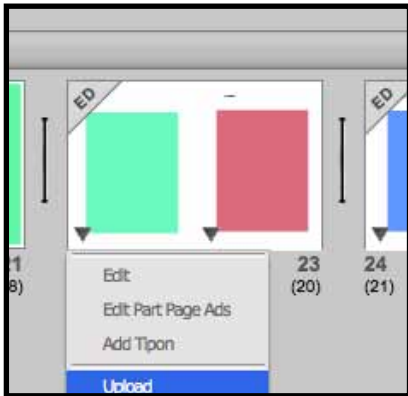 ED
ED
21
23
24
8)
(20)
(21)
Edit
Edit Part Page Ads
Add Tipon
Upload